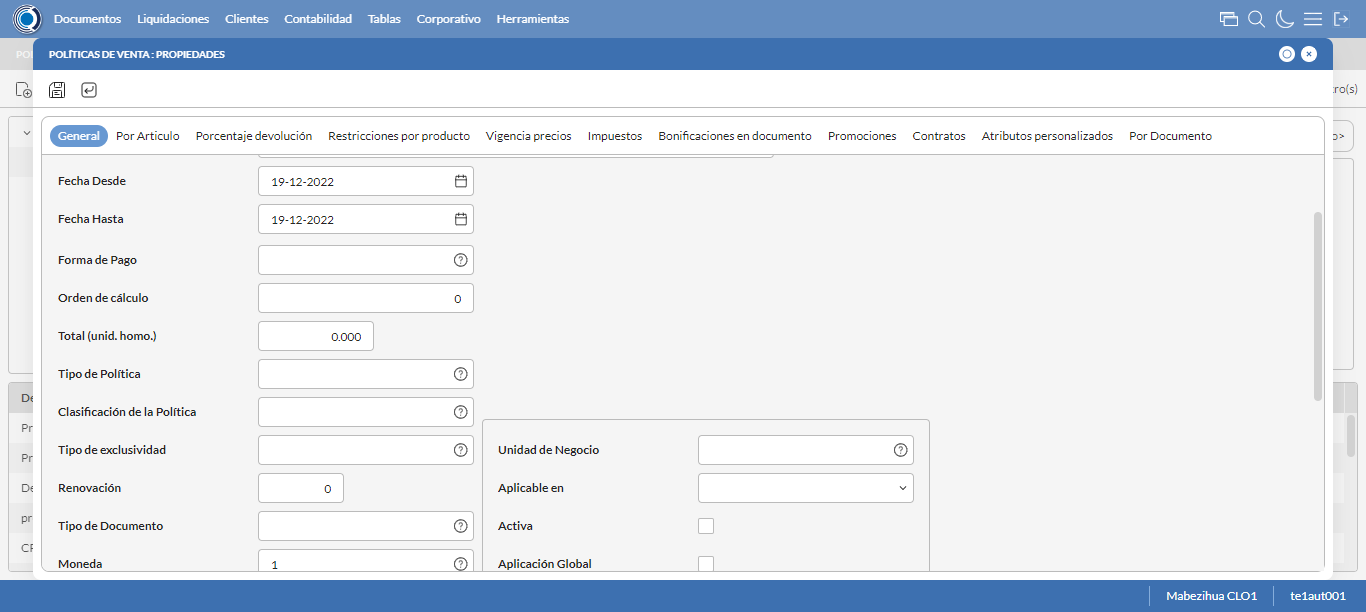 Documentos Liquidaciones Clientes Contabilidad Tablas Corporativo Herramientas
POLÍTICAS DE VENTA : PROPIEDADES
General Por Articulo Porcentaje devolución Restricciones por producto Vigencia precios Impuestos Bonificaciones en documento Promociones Contratos Atributos personalizados Por Documento
Fecha Desde 19-12-2022
Fecha Hasta 19-12-2022
Forma de Pago
Orden de cálculo 0
Total (unid. homo.) 0.000
Tipo de Política
Clasificación de la Política
Tipo de exclusividad Unidad de Negocio
Renovación 0 Aplicable en
Tipo de Documento Activa
Moneda 1 Aplicación Global
Mabezihua CLO1 te1aut001